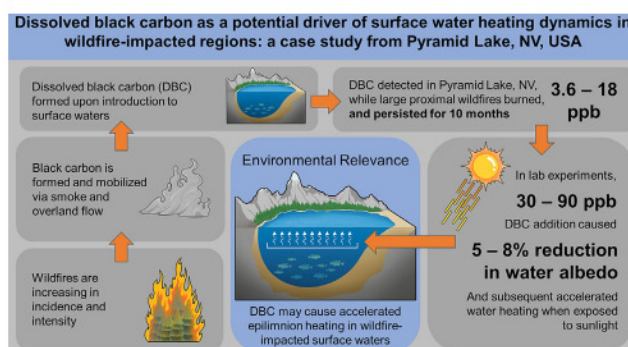 Dissolved black carbon as a potential driver of surface water heating dynamics in
wildfire-impacted regions: a case study from Pyramid Lake, NV, USA
Wildfires are
increasing in
incidence and
intensity
Black carbon is
formed and mobilized
via smoke and
overland flow
Dissolved black carbon (DBC)
formed upon introduction to
surface waters
DBC detected in Pyramid Lake, NV,
while large proximal wildfires burned,
and persisted for 10 months
3.6 – 18
ppb
In lab experiments,
30 – 90 ppb
DBC addition caused
5 – 8% reduction
in water albedo
And subsequent accelerated
water heating when exposed
to sunlight
Environmental Relevance
DBC may cause accelerated
epilimnion heating in wildfire-
impacted surface waters